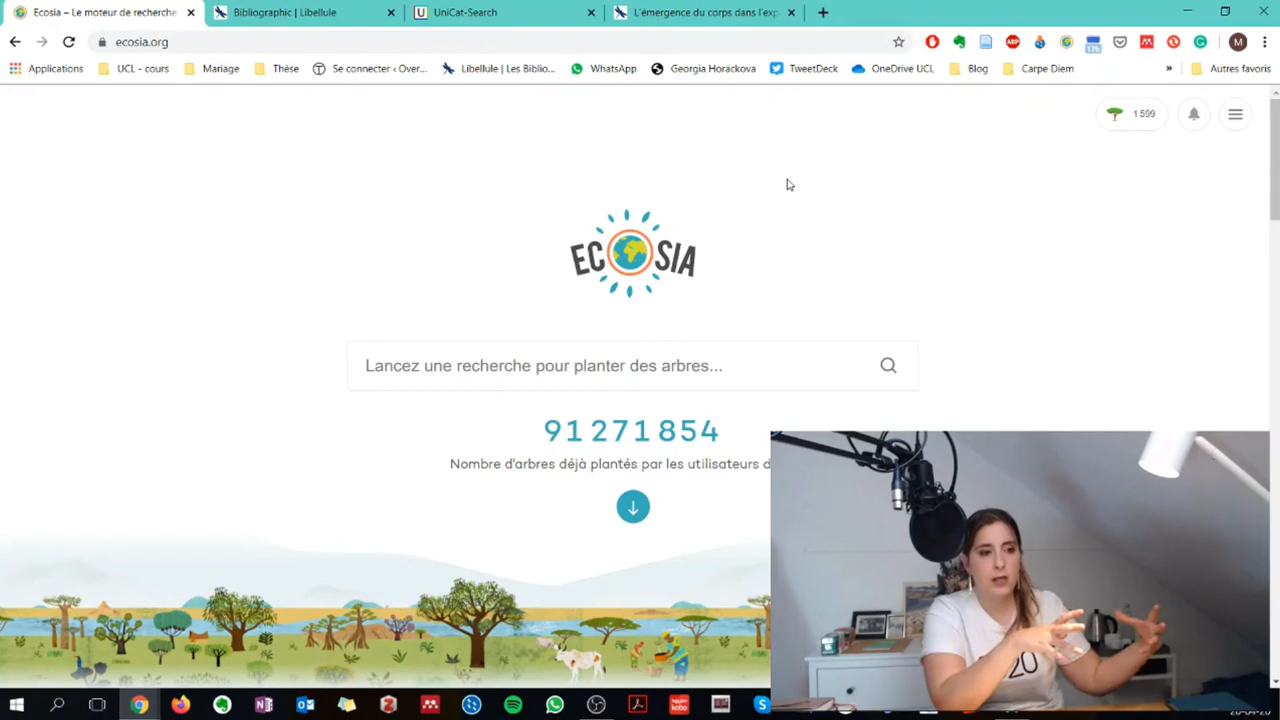 Ecosia – Le moteur de recherche
Bibliographic | Libellule
UniCat-Search
L'émergence du corps dans l'exp
ecosia.org
17h
M
Applications
UCL - cours
Mariage
Thèse
Se connecter ‹ Over...
Libellule | Les Biblio...
WhatsApp
Georgia Horackova
TweetDeck
OneDrive UCL
Blog
Carpe Diem
»
Autres favoris
1 599
ECOSIA
Lancez une recherche pour planter des arbres...
91 271 854
Nombre d'arbres déjà plantés par les utilisateurs d
20